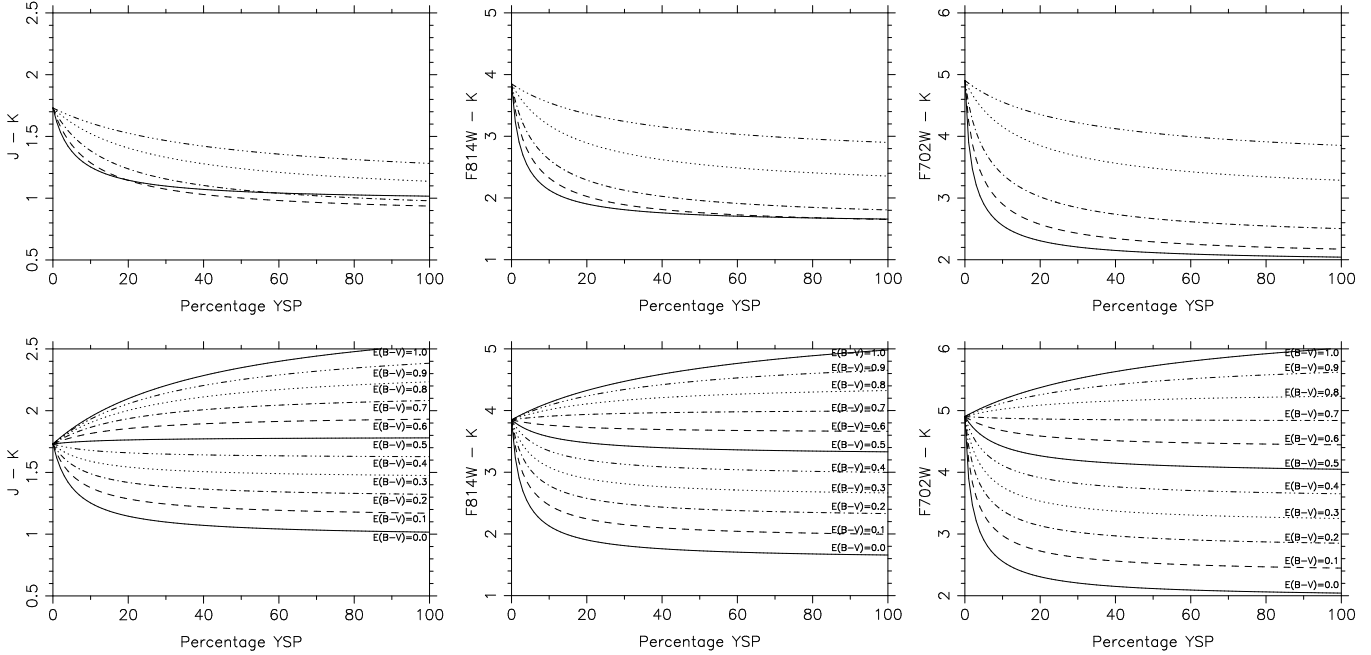 2.5
2
1.5
1
0.5
J − K
0 20 40 60 80 100
Percentage YSP
5
4
3
2
1
F814W − K
0 20 40 60 80 100
Percentage YSP
6
5
4
3
2
F702W − K
0 20 40 60 80 100
Percentage YSP
2.5
2
1.5
1
0.5
J − K
E(B−V)=1.0
E(B−V)=0.9
E(B−V)=0.8
E(B−V)=0.7
E(B−V)=0.6
E(B−V)=0.5
E(B−V)=0.4
E(B−V)=0.3
E(B−V)=0.2
E(B−V)=0.1
E(B−V)=0.0
0 20 40 60 80 100
Percentage YSP
5
4
3
2
1
F814W − K
E(B−V)=1.0
E(B−V)=0.9
E(B−V)=0.8
E(B−V)=0.7
E(B−V)=0.6
E(B−V)=0.5
E(B−V)=0.4
E(B−V)=0.3
E(B−V)=0.2
E(B−V)=0.1
E(B−V)=0.0
0 20 40 60 80 100
Percentage YSP
6
5
4
3
2
F702W − K
E(B−V)=1.0
E(B−V)=0.9
E(B−V)=0.8
E(B−V)=0.7
E(B−V)=0.6
E(B−V)=0.5
E(B−V)=0.4
E(B−V)=0.3
E(B−V)=0.2
E(B−V)=0.1
E(B−V)=0.0
0 20 40 60 80 100
Percentage YSP